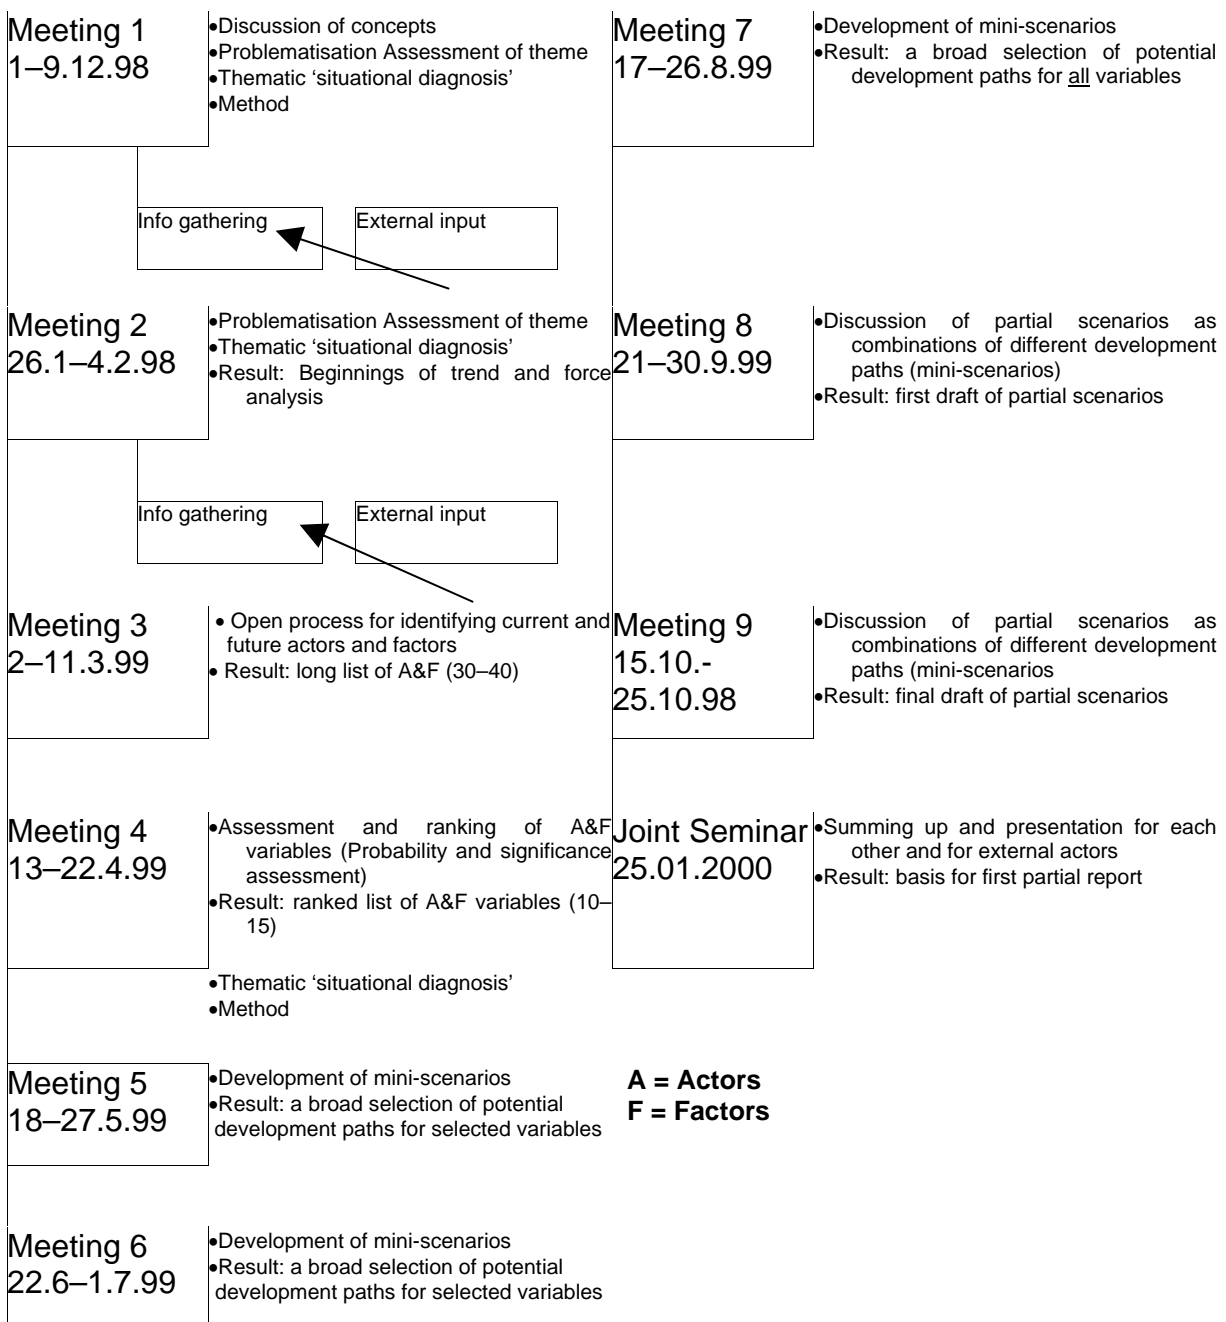 Meeting 1
1–9.12.98
•Discussion of concepts
•Problematisation Assessment of theme
•Thematic ‘situational diagnosis’
•Method
Info gathering
External input
Meeting 2
26.1–4.2.98
•Problematisation Assessment of theme
•Thematic ‘situational diagnosis’
•Result: Beginnings of trend and force
analysis
Info gathering
External input
Meeting 3
2–11.3.99
• Open process for identifying current and
future actors and factors
• Result: long list of A&F (30–40)
Meeting 4
13–22.4.99
•Assessment and ranking of A&F
variables (Probability and significance
assessment)
•Result: ranked list of A&F variables (10–
15)
•Thematic ‘situational diagnosis’
•Method
Meeting 5
18–27.5.99
•Development of mini-scenarios
•Result: a broad selection of potential
development paths for selected variables
Meeting 6
22.6–1.7.99
•Development of mini-scenarios
•Result: a broad selection of potential
development paths for selected variables
Meeting 7
17–26.8.99
•Development of mini-scenarios
•Result: a broad selection of potential
development paths for all variables
Meeting 8
21–30.9.99
•Discussion of partial scenarios as
combinations of different development
paths (mini-scenarios)
•Result: first draft of partial scenarios
Meeting 9
15.10.-
25.10.98
•Discussion of partial scenarios as
combinations of different development
paths (mini-scenarios
•Result: final draft of partial scenarios
Joint Seminar
25.01.2000
•Summing up and presentation for each
other and for external actors
•Result: basis for first partial report
A = Actors
F = Factors